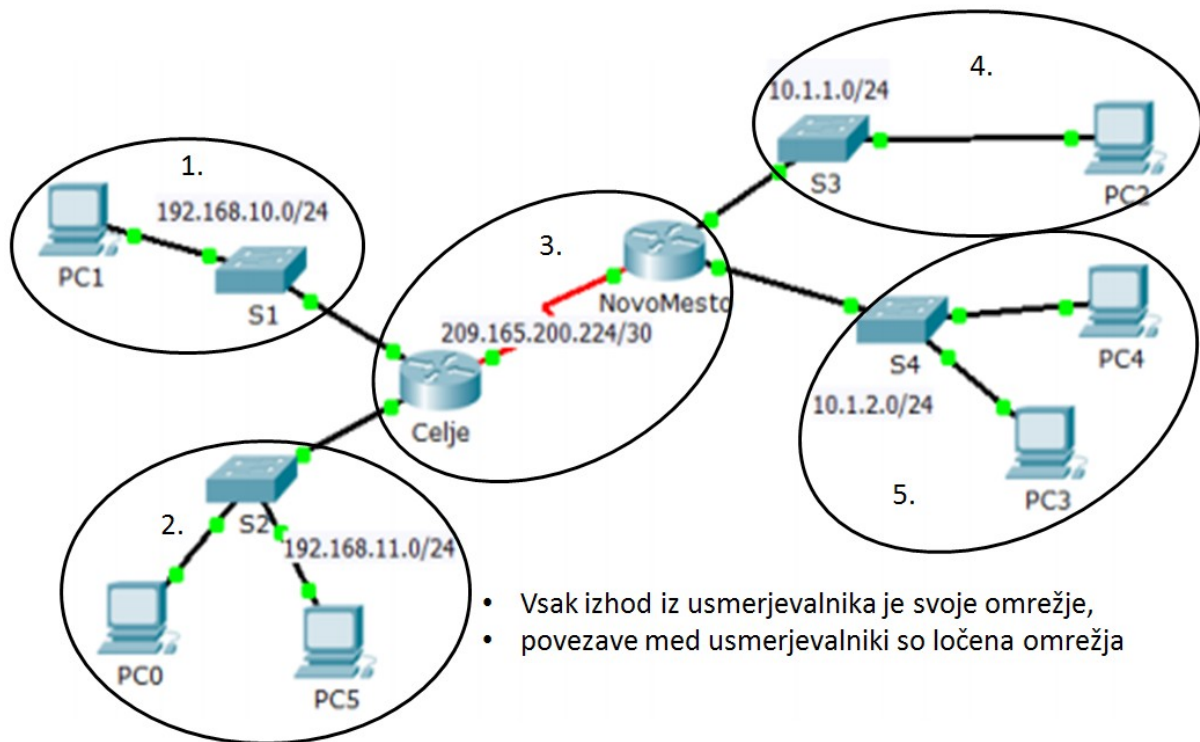 1.
192.168.10.0/24
PC1
S1
10.1.1.0/24
4.
S3
PC2
3.
NovoMesto
209.165.200.224/30
Celje
S4
PC4
10.1.2.0/24
PC3
5.
2.
S2
192.168.11.0/24
PC0
PC5
• Vsak izhod iz usmerjevalnika je svoje omrežje,
• povezave med usmerjevalniki so ločena omrežja